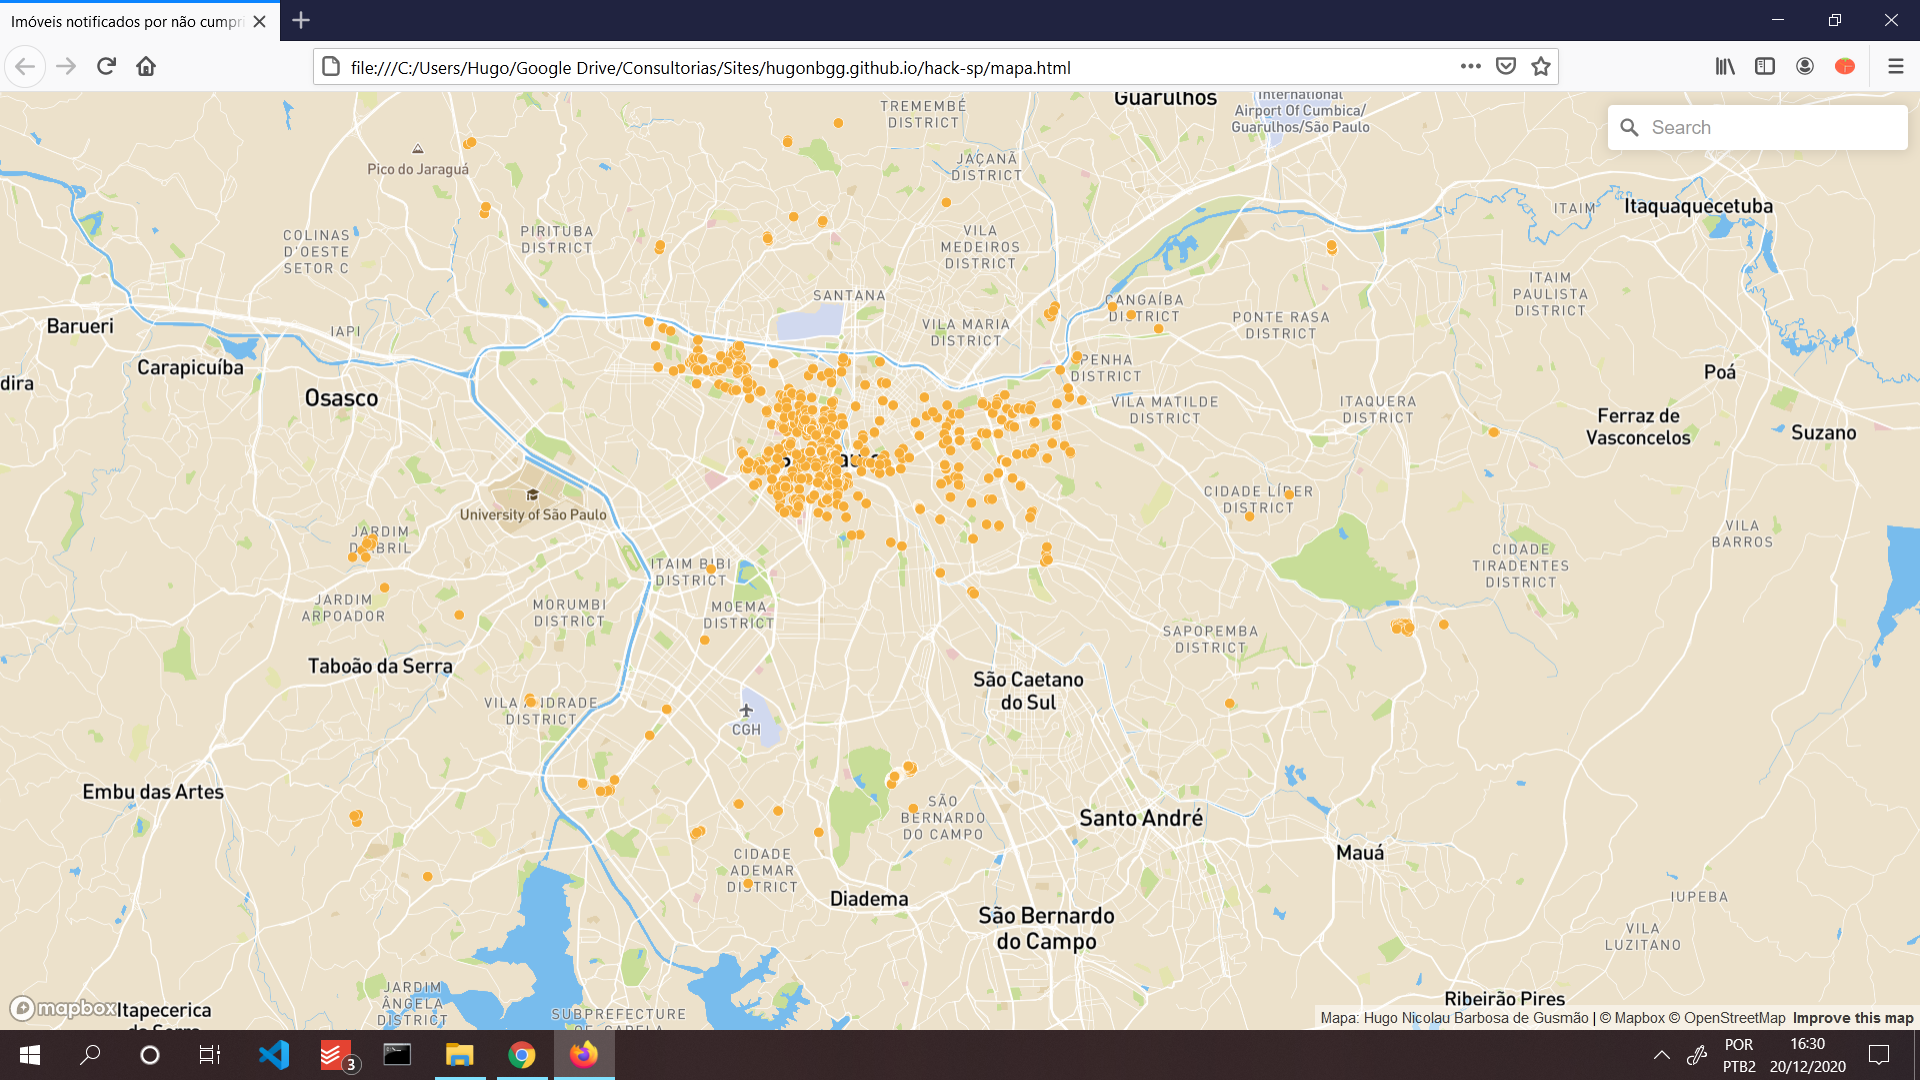 Imóveis notificados por não cumpri
file:///C:/Users/Hugo/Google Drive/Consultorias/Sites/hugonbgg.github.io/hack-sp/mapa.html
Search
TREMEMBÉ
DISTRICT
Guarulhos
International
Airport Of Cumbica/
Guarulhos/São Paulo
Pico do Jaraguá
JAÇANÃ
DISTRICT
ITAIM
Itaquaquecetuba
COLINAS
D'OESTE
SETOR C
PIRITUBA
DISTRICT
VILA
MEDEIROS
DISTRICT
ITAIM
PAULISTA
DISTRICT
SANTANA
CANGAÍBA
DISTRICT
Barueri
IAPI
VILA MARIA
DISTRICT
PONTE RASA
DISTRICT
Carapicuíba
PENHA
DISTRICT
Poá
dira
Osasco
VILA MATILDE
DISTRICT
ITAQUERA
DISTRICT
Ferraz de
Vasconcelos
Suzano
University of São Paulo
CIDADE LÍDER
DISTRICT
JARDIM
D'ABRIL
VILA
BARROS
ITAIM BIBI
DISTRICT
CIDADE
TIRADENTES
DISTRICT
JARDIM
ARPOADOR
MORUMBI
DISTRICT
MOEMA
DISTRICT
SAPOPEMBA
DISTRICT
Taboão da Serra
São Caetano
do Sul
VILA ANDRADE
DISTRICT
CGH
Embu das Artes
SÃO
BERNARDO
DO CAMPO
Santo André
Mauá
CIDADE
ADEMAR
DISTRICT
Diadema
IUPEBA
São Bernardo
do Campo
VILA
LUZITANO
JARDIM
ÂNGELA
DISTRICT
Ribeirão Pires
mapbox
Itapecerica
da Serra
SUBPREFECTURE
OF CAPELA
Mapa: Hugo Nicolau Barbosa de Gusmão | © Mapbox © OpenStreetMap Improve this map
3
POR
PTB2
16:30
20/12/2020